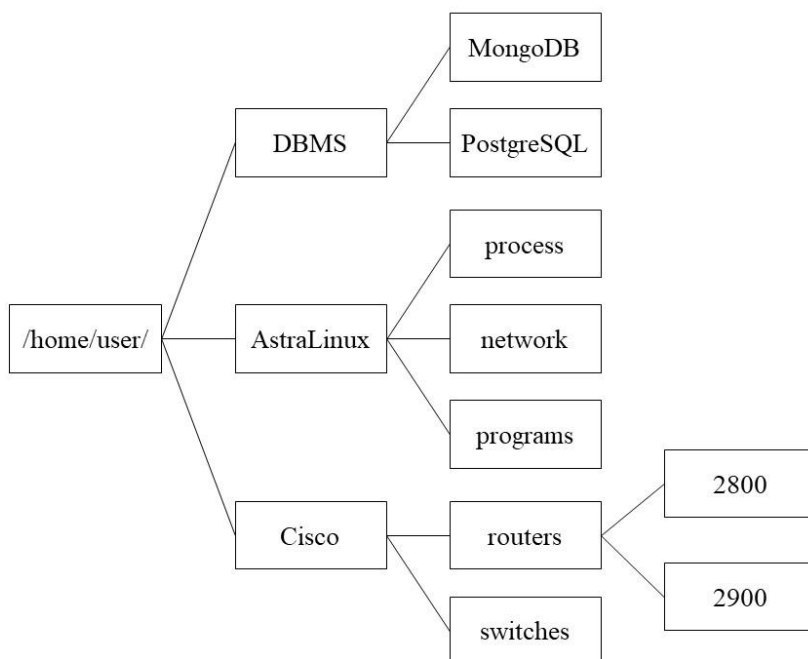 MongoDB
DBMS
PostgreSQL
process
/home/user/
AstraLinux
network
programs
2800
Cisco
routers
2900
switches